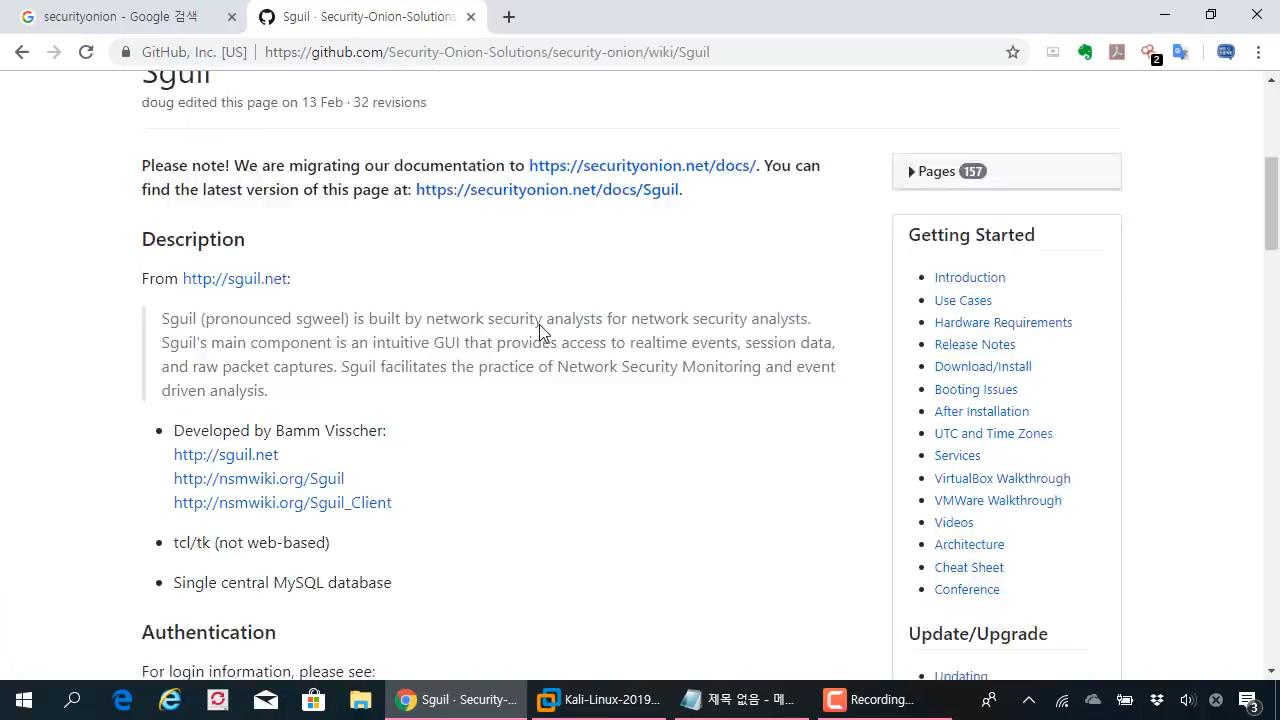 securityonion - Google 검색
Sguil · Security-Onion-Solutions
GitHub, Inc. [US]
https://github.com/Security-Onion-Solutions/security-onion/wiki/Sguil
2
Sguil
doug edited this page on 13 Feb · 32 revisions
Please note! We are migrating our documentation to https://securityonion.net/docs/. You can
find the latest version of this page at: https://securityonion.net/docs/Sguil.
Description
From http://sguil.net:
Sguil (pronounced sgweel) is built by network security analysts for network security analysts.
Sguil's main component is an intuitive GUI that provides access to realtime events, session data,
and raw packet captures. Sguil facilitates the practice of Network Security Monitoring and event
driven analysis.
Developed by Bamm Visscher:
http://sguil.net
http://nsmwiki.org/Sguil
http://nsmwiki.org/Sguil_Client
tcl/tk (not web-based)
Single central MySQL database
Authentication
For login information, please see:
Pages 157
Getting Started
Introduction
Use Cases
Hardware Requirements
Release Notes
Download/Install
Booting Issues
After Installation
UTC and Time Zones
Services
VirtualBox Walkthrough
VMWare Walkthrough
Videos
Architecture
Cheat Sheet
Conference
Update/Upgrade
Updating
Sguil · Security-...
Kali-Linux-2019...
제목 없음 - 메...
Recording...
3